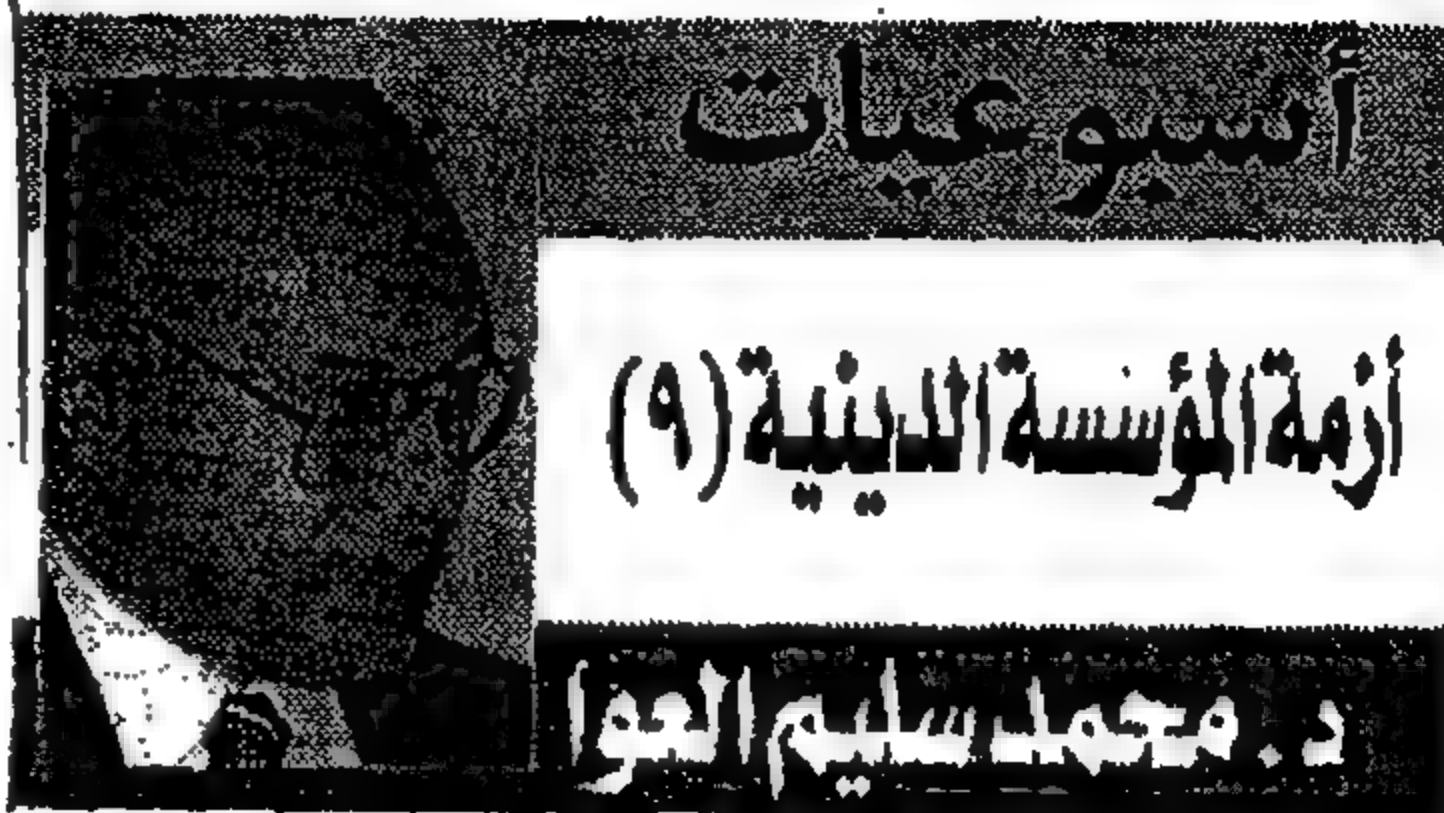 أسبوعيات
أزمة المؤسسة الدينية (٩)
د. محمد سليم العوا